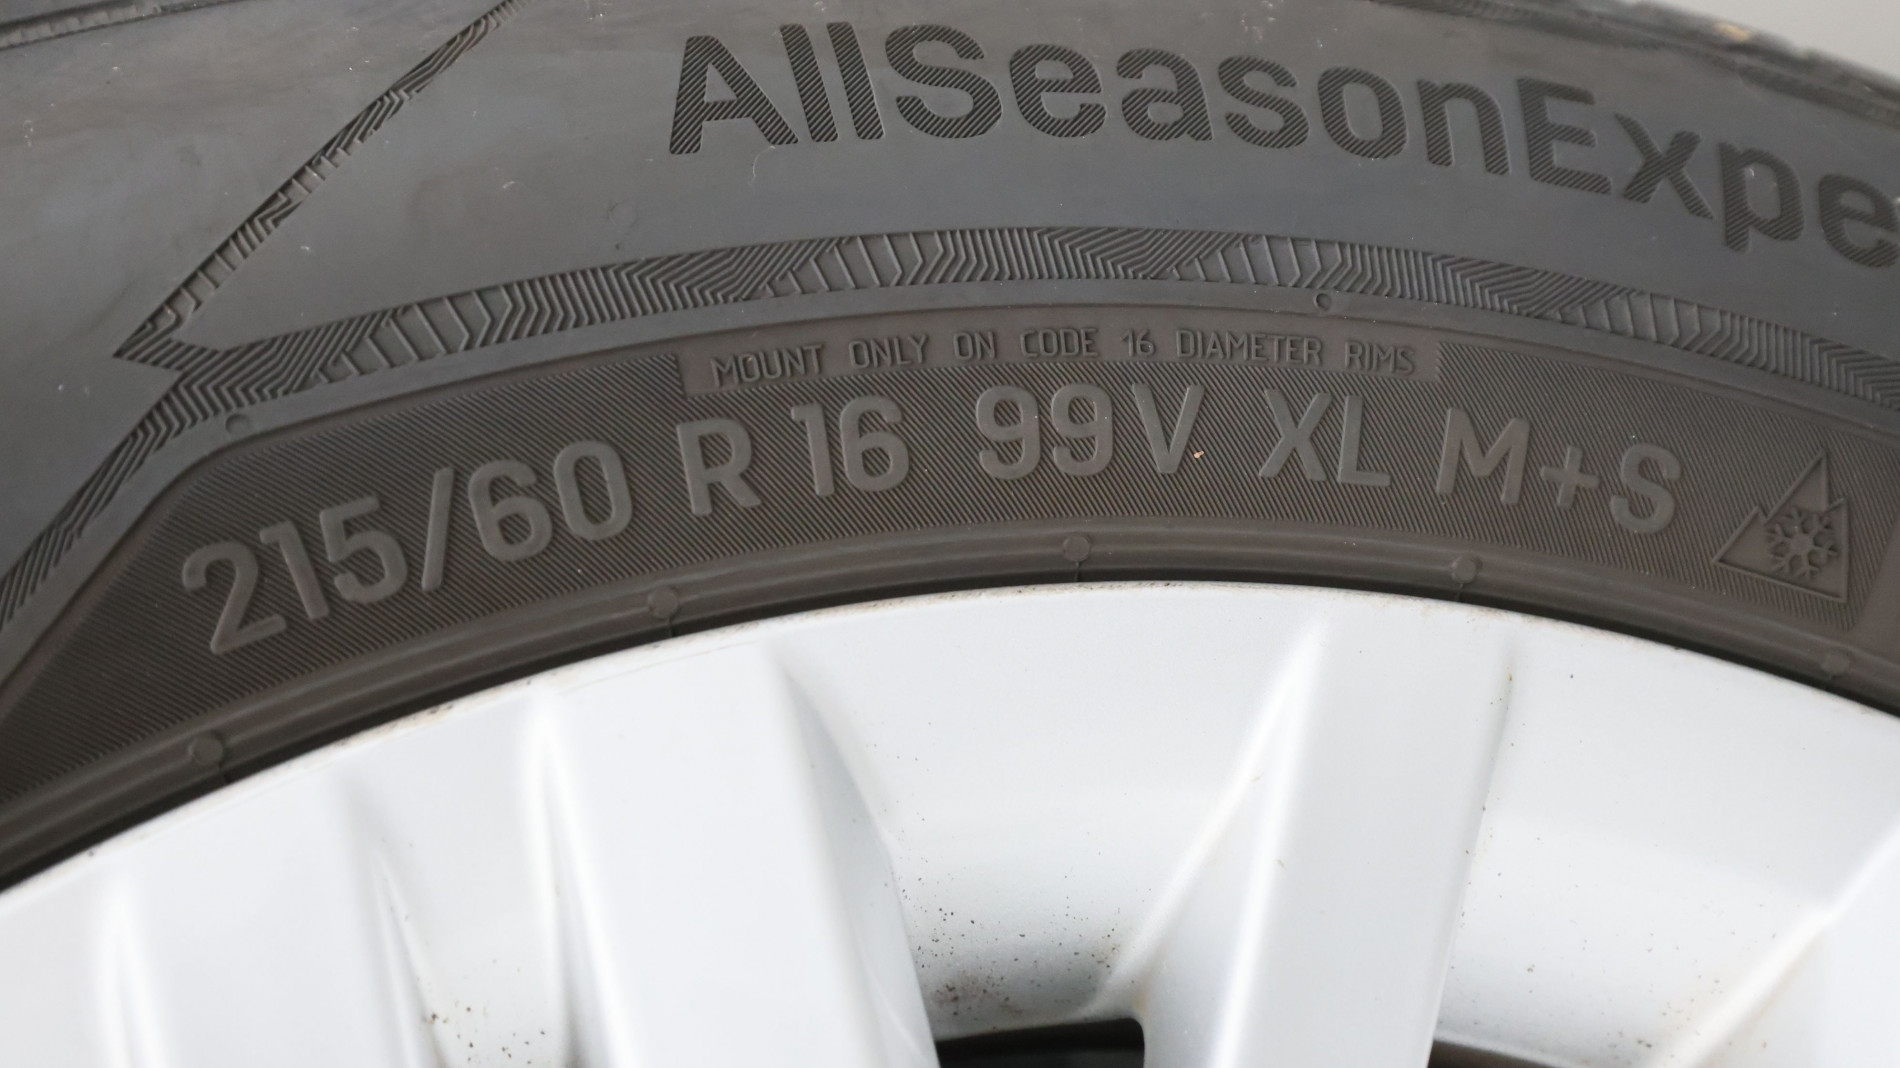 AllSeasonExpe
MOUNT ONLY ON CODE 16 DIAMETER RIMS
215/60 R 16 99V XL M+S